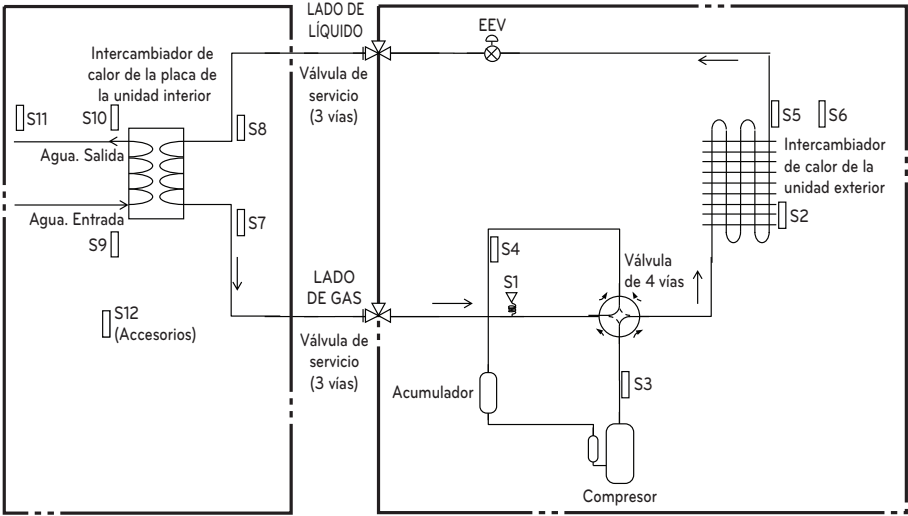 LADO DE
LÍQUIDO
EEV
Intercambiador de
calor de la placa de
la unidad interior
Válvula de
servicio
(3 vías)
S11
S10
S8
S5
S6
Agua. Salida
Intercambiador
de calor de la
unidad exterior
Agua. Entrada
S7
S2
S9
S4
LADO
DE GAS
S1
Válvula
de 4 vías
S12
(Accesorios)
Válvula de
servicio
(3 vías)
Acumulador
S3
Compresor